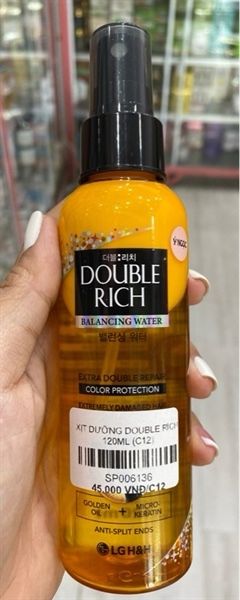 Ý NGỌC
더블:리치
DOUBLE
RICH
BALANCING WATER
밸런싱 워터
EXTRA DOUBLE REPAIR
COLOR PROTECTION
EXTREMELY DAMAGED HAIR
XỊT DƯỠNG DOUBLE RICH
120ML (C12)
SP006136
45.000 VNĐ/C12
GOLDEN OIL + MICRO-KERATIN
ANTI-SPLIT ENDS
LG H&H